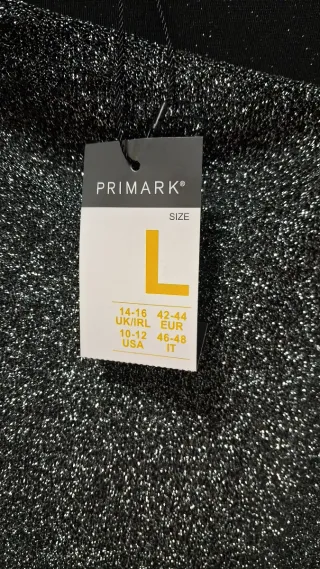 PRIMARK®
SIZE
L
14-16 42-44
UK/IRL EUR
10-12 46-48
USA IT